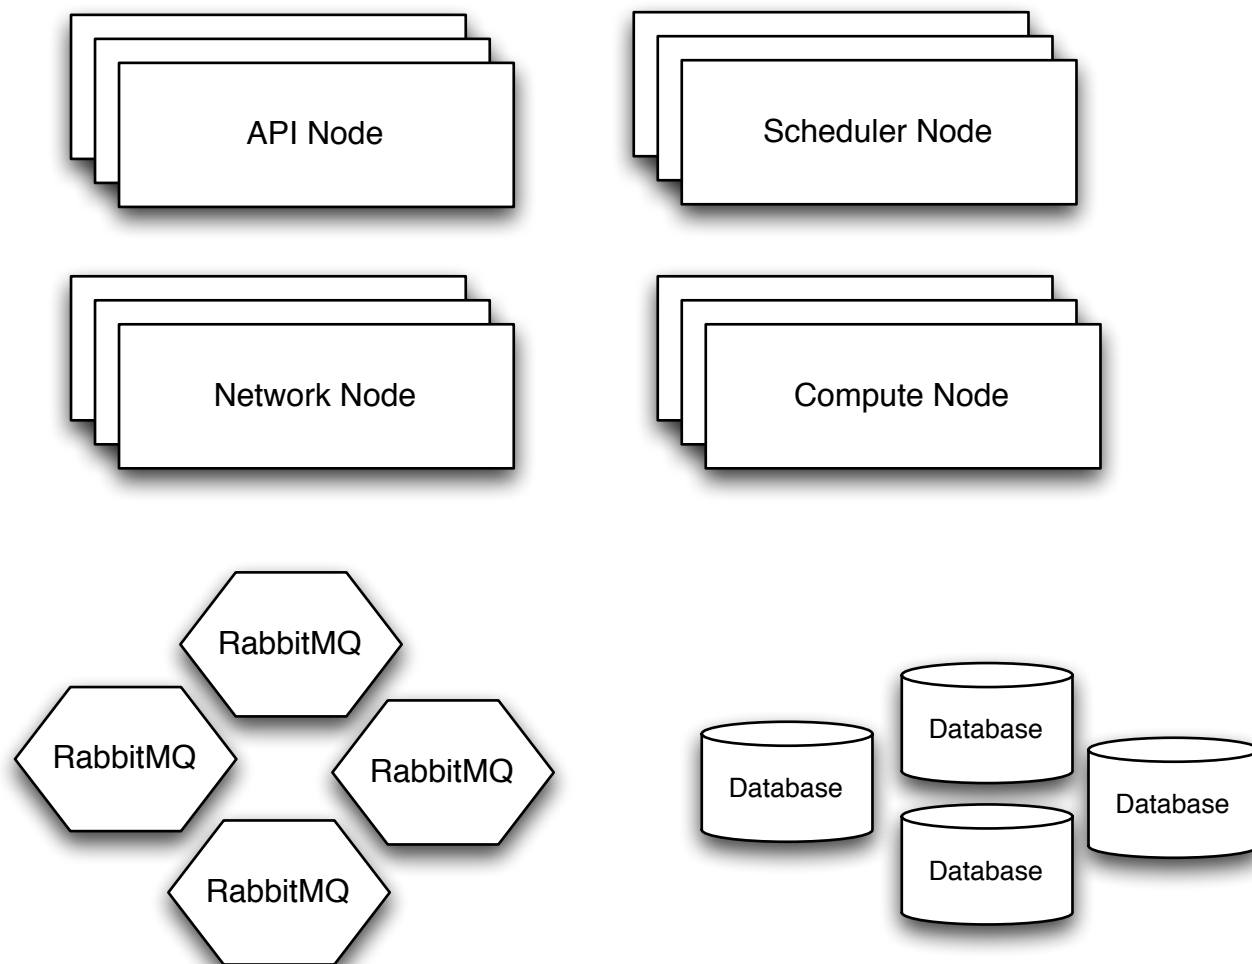 API Node
Scheduler Node
Network Node
Compute Node
RabbitMQ
RabbitMQ
RabbitMQ
RabbitMQ
Database
Database
Database
Database